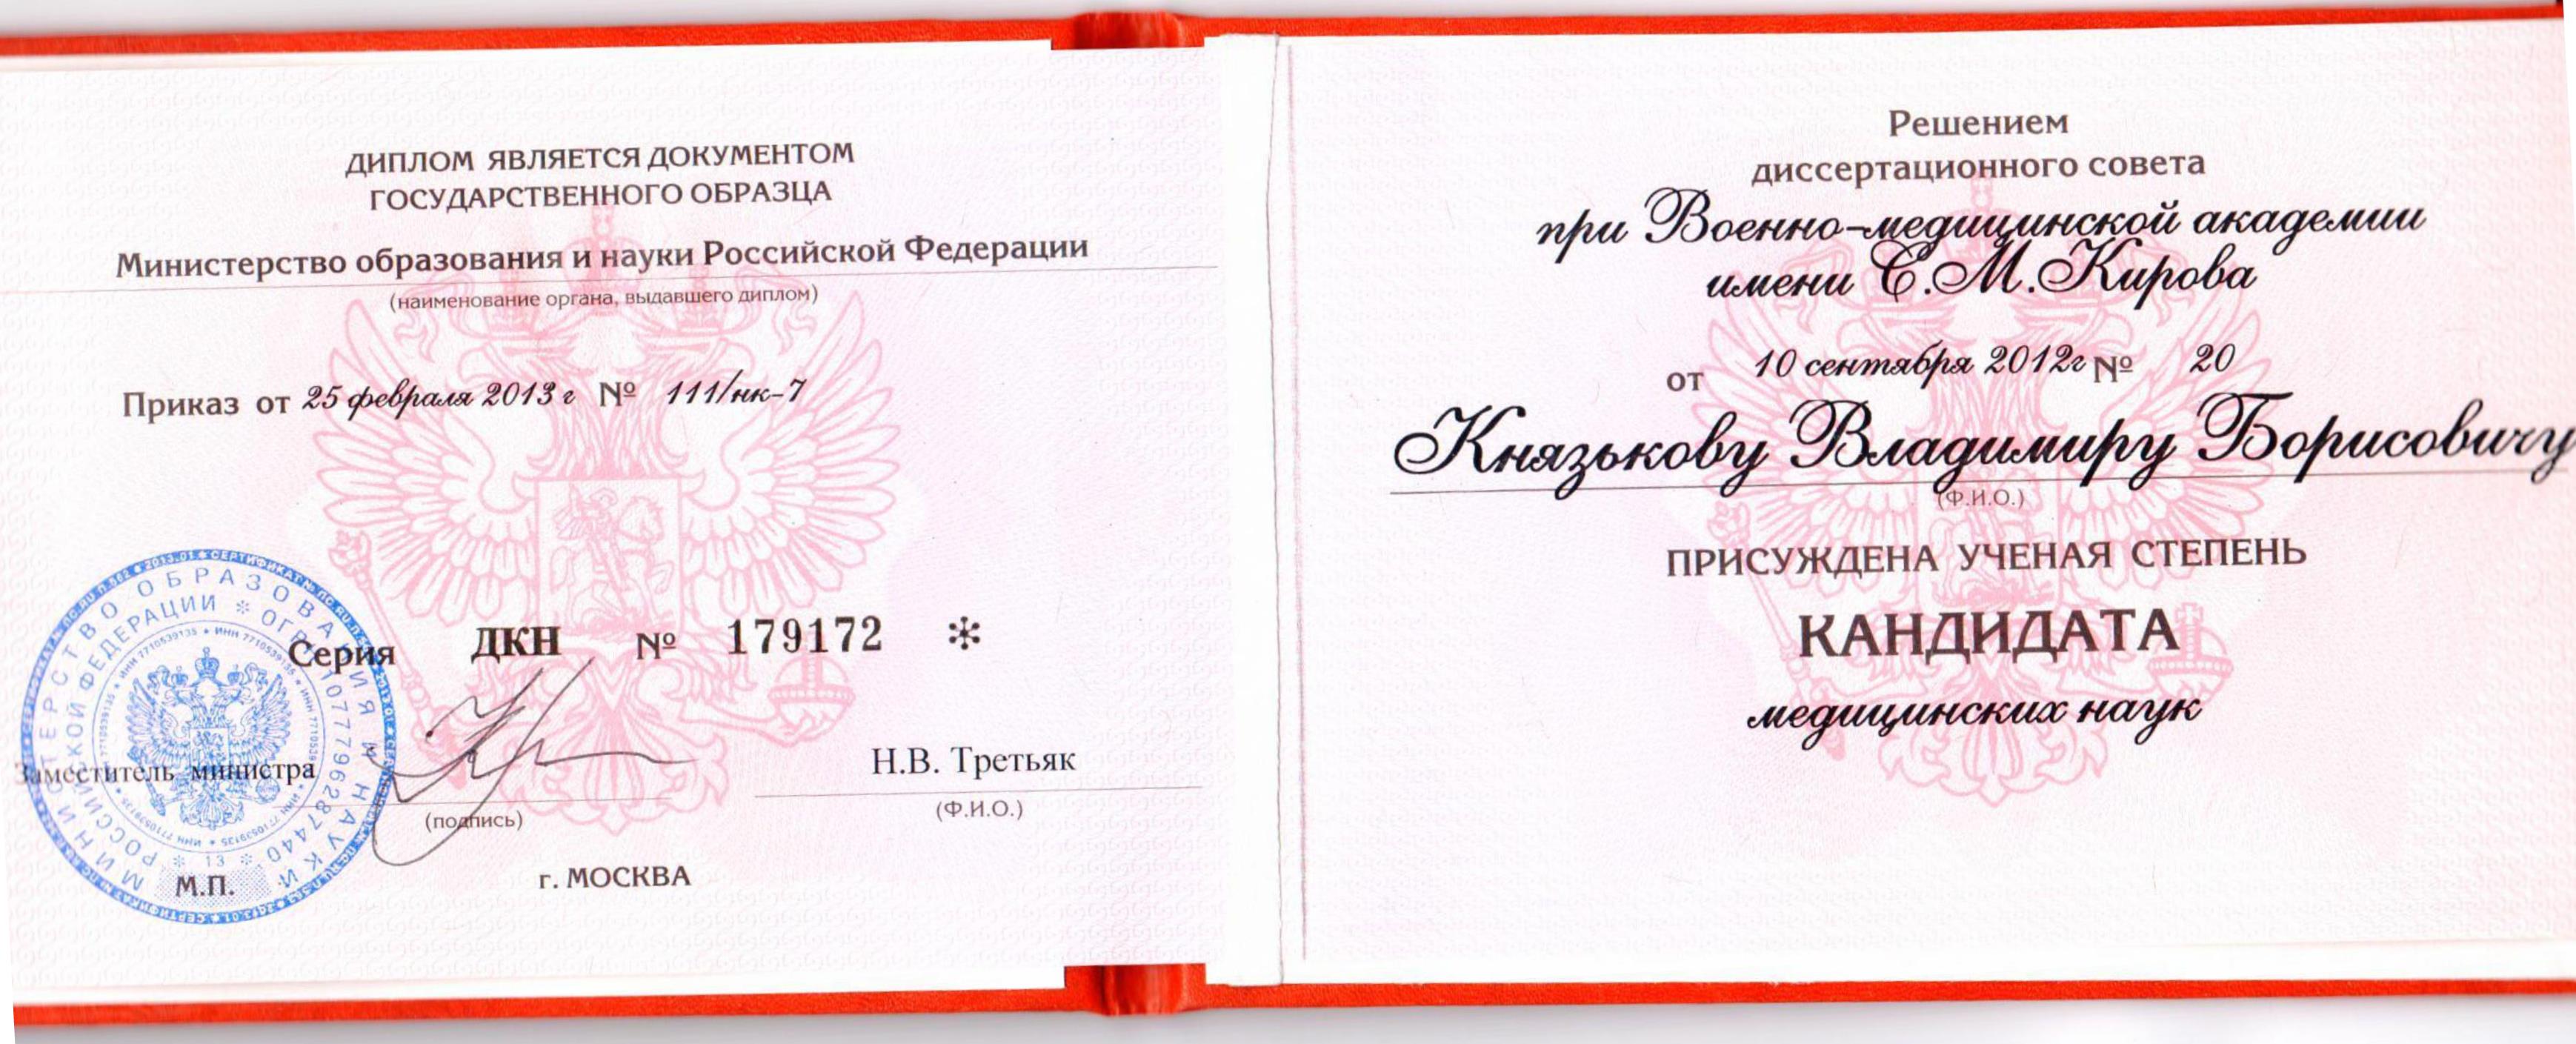 ДИПЛОМ ЯВЛЯЕТСЯ ДОКУМЕНТОМ
ГОСУДАРСТВЕННОГО ОБРАЗЦА
Министерство образования и науки Российской Федерации
(наименование органа, выдавшего диплом)
Приказ от 25 февраля 2013 г № 111/нк-7
Серия ДКН № 179172 *
Заместитель министра
Н.В. Третьяк
(подпись)
(Ф.И.О.)
М.П.
г. МОСКВА
МИНИСТЕРСТВО ОБРАЗОВАНИЯ И НАУКИ
РОССИЙСКОЙ ФЕДЕРАЦИИ * ОГРН 1077796287440 * 13 *
ИНН 7710539135
Решением
диссертационного совета
при Военно-медицинской академии
имени С.М.Кирова
от 10 сентября 2012г № 20
Князькову Владимиру Борисовичу
(Ф.И.О.)
ПРИСУЖДЕНА УЧЕНАЯ СТЕПЕНЬ
КАНДИДАТА
медицинских наук